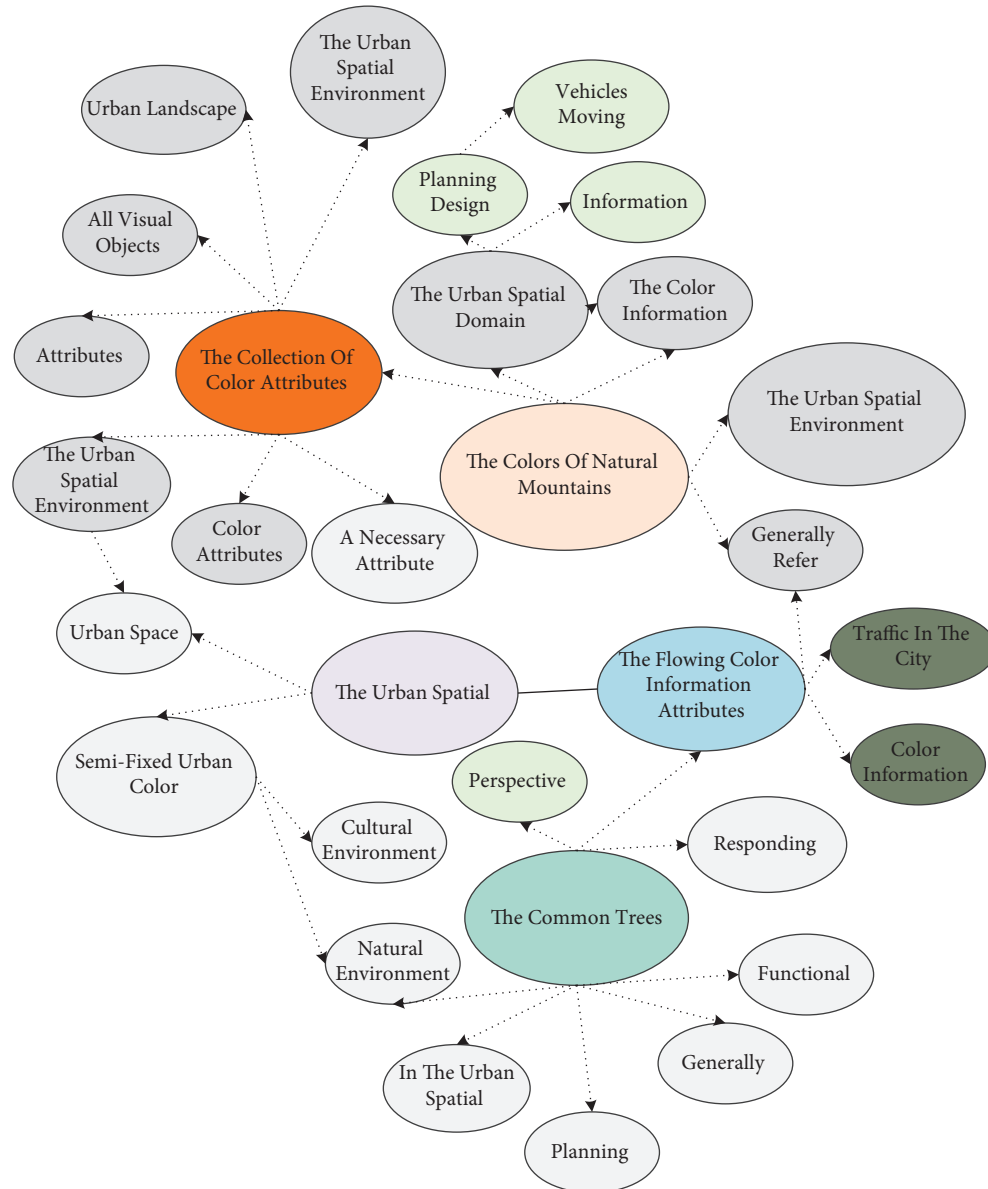 The Urban
Spatial
Environment
Urban Landscape
Vehicles
Moving
Planning
Design
Information
All Visual
Objects
The Urban Spatial
Domain
The Color
Information
Attributes
The Collection Of
Color Attributes
The Urban Spatial
Environment
The Colors Of Natural
Mountains
The Urban
Spatial
Environment
Color
Attributes
A Necessary
Attribute
Generally
Refer
Urban Space
The Urban Spatial
The Flowing Color
Information
Attributes
Traffic In The
City
Semi-Fixed Urban
Color
Perspective
Color
Information
Cultural
Environment
Responding
The Common Trees
Natural
Environment
Functional
In The Urban
Spatial
Generally
Planning